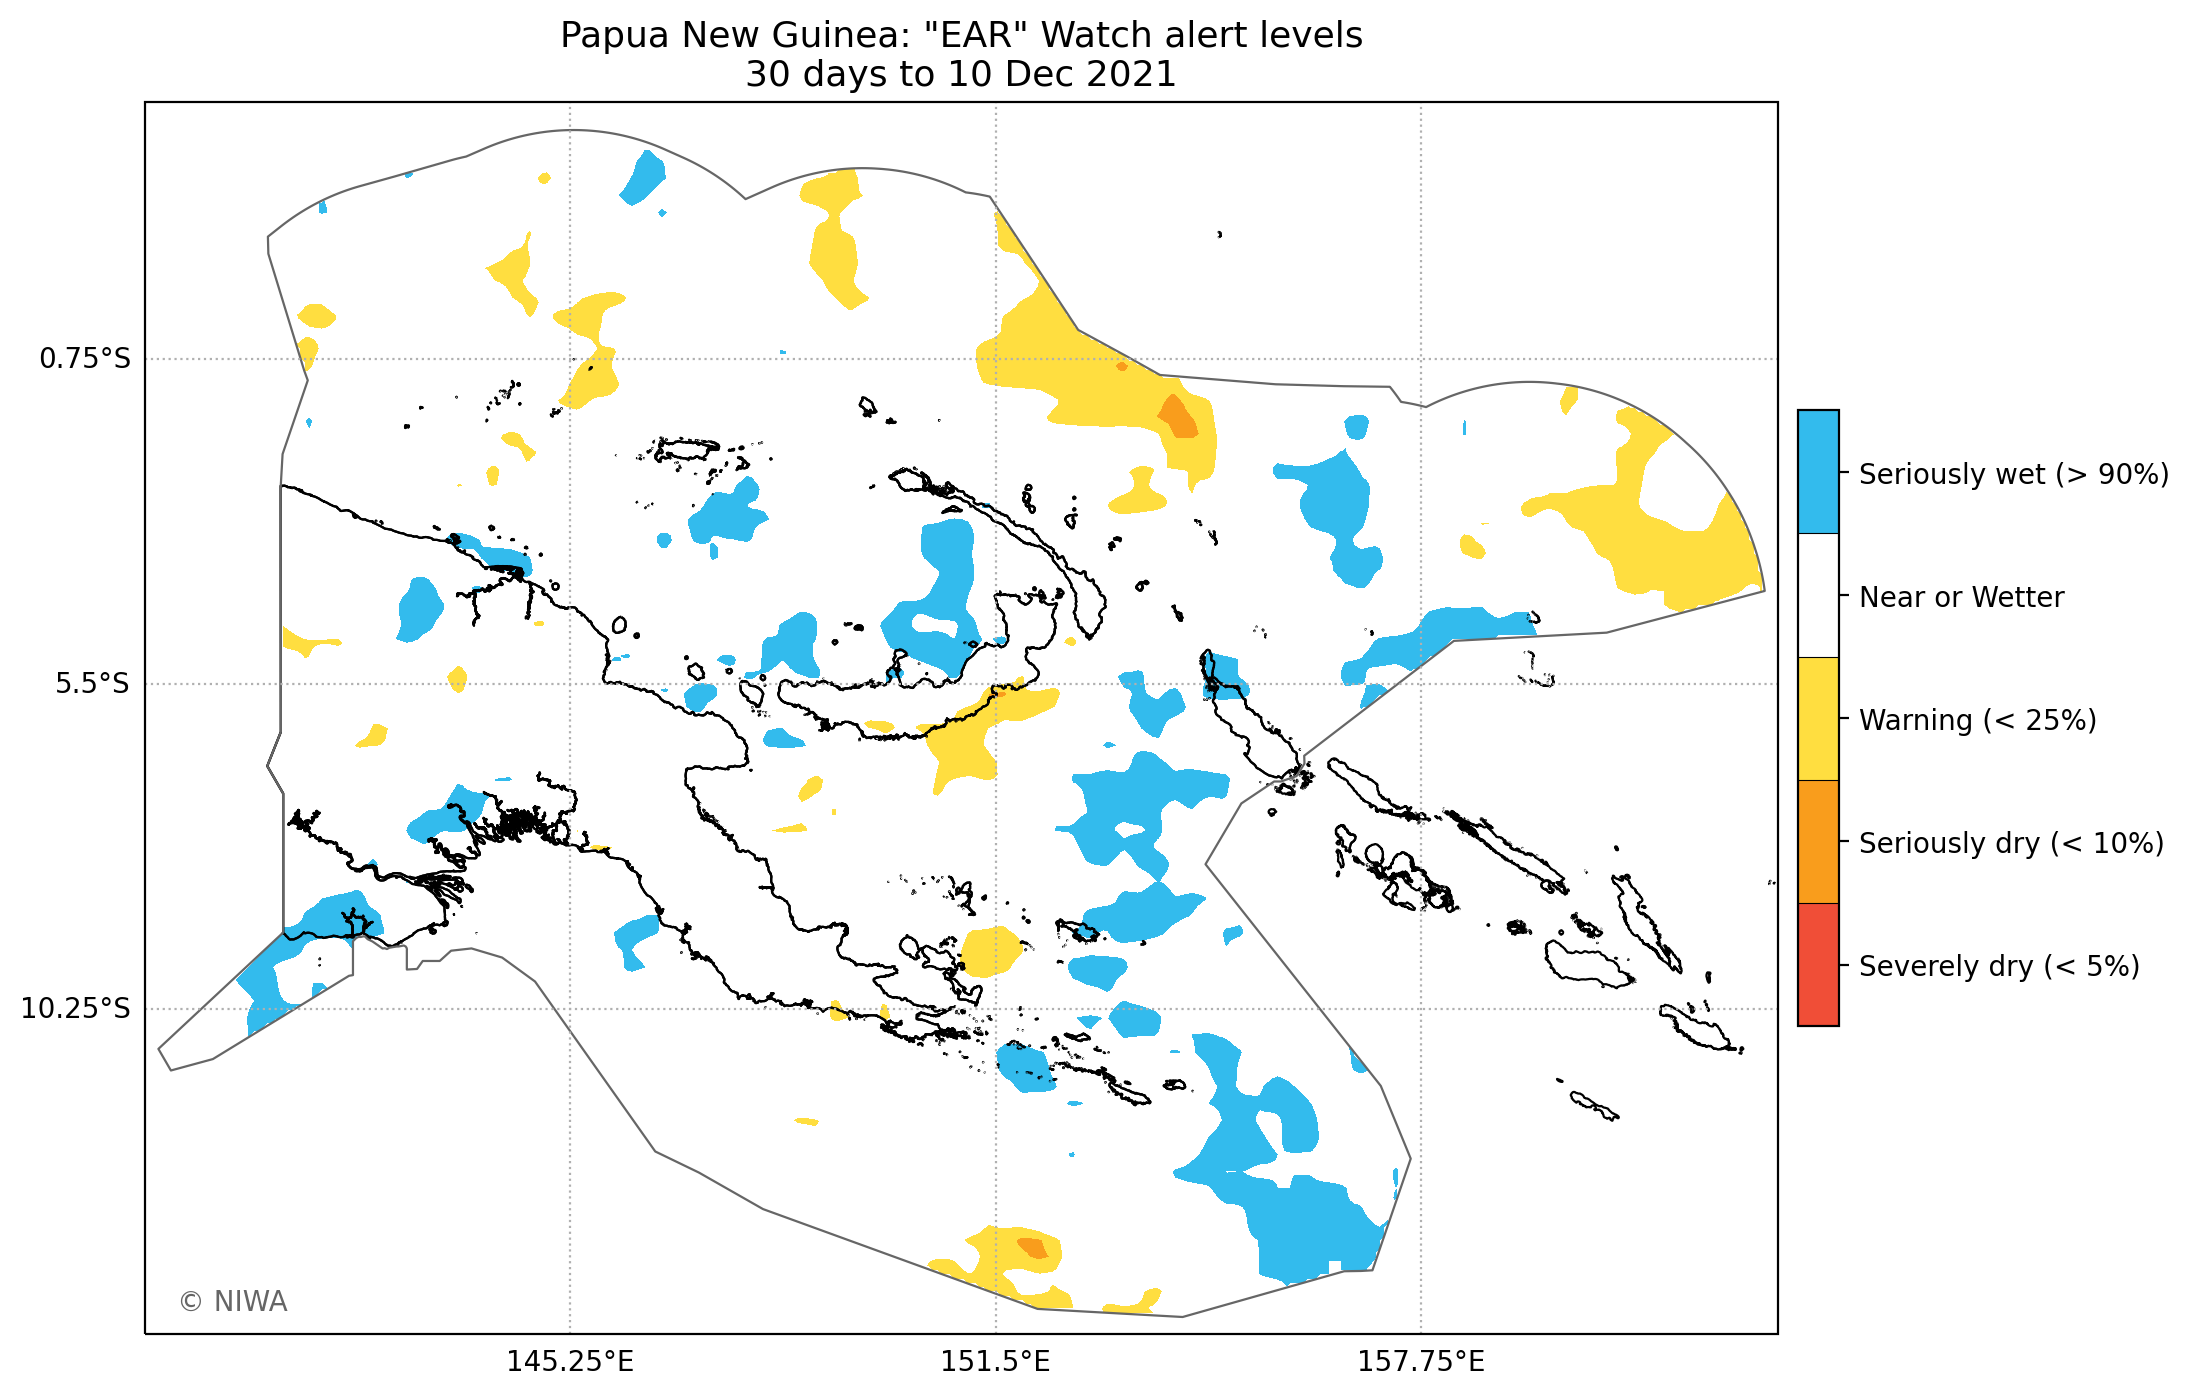 Papua New Guinea: "EAR" Watch alert levels
30 days to 10 Dec 2021
0.75°S
5.5°S
10.25°S
145.25°E
151.5°E
157.75°E
Seriously wet (> 90%)
Near or Wetter
Warning (< 25%)
Seriously dry (< 10%)
Severely dry (< 5%)
© NIWA